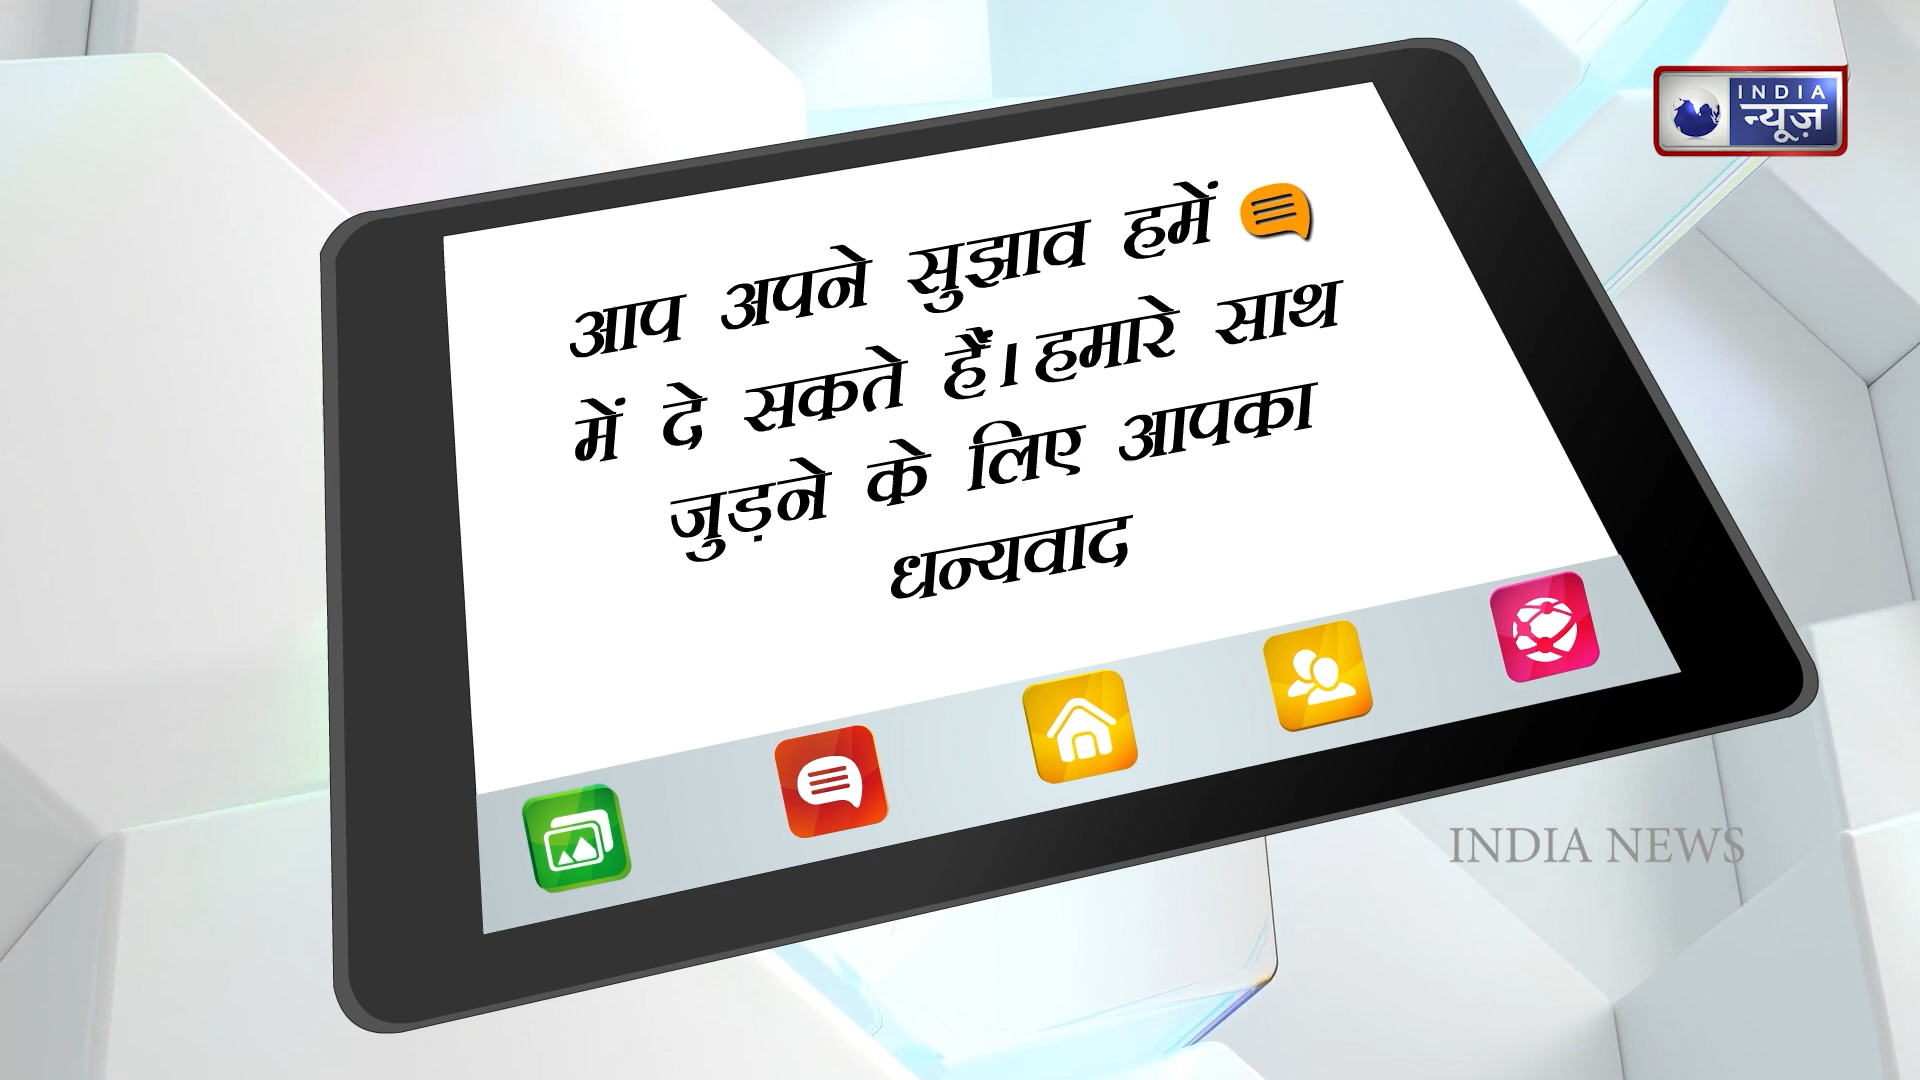 INDIA
न्यूज़
आप अपने सुझाव हमें
में दे सकते हैं। हमारे साथ
जुड़ने के लिए आपका
धन्यवाद
INDIA NEWS